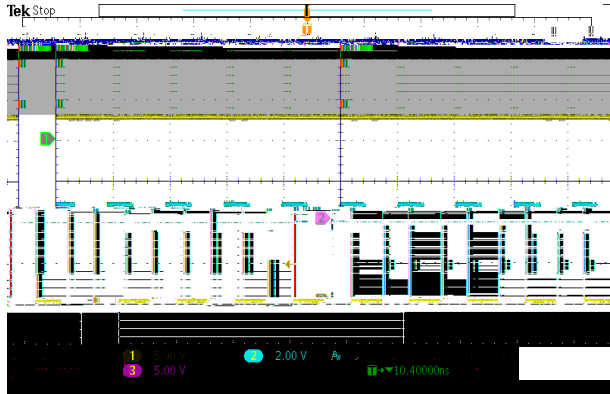 Tek Stop
T
1
2
1 5.00 V 2 2.00 V
3 5.00 V T→▼10.40000ns